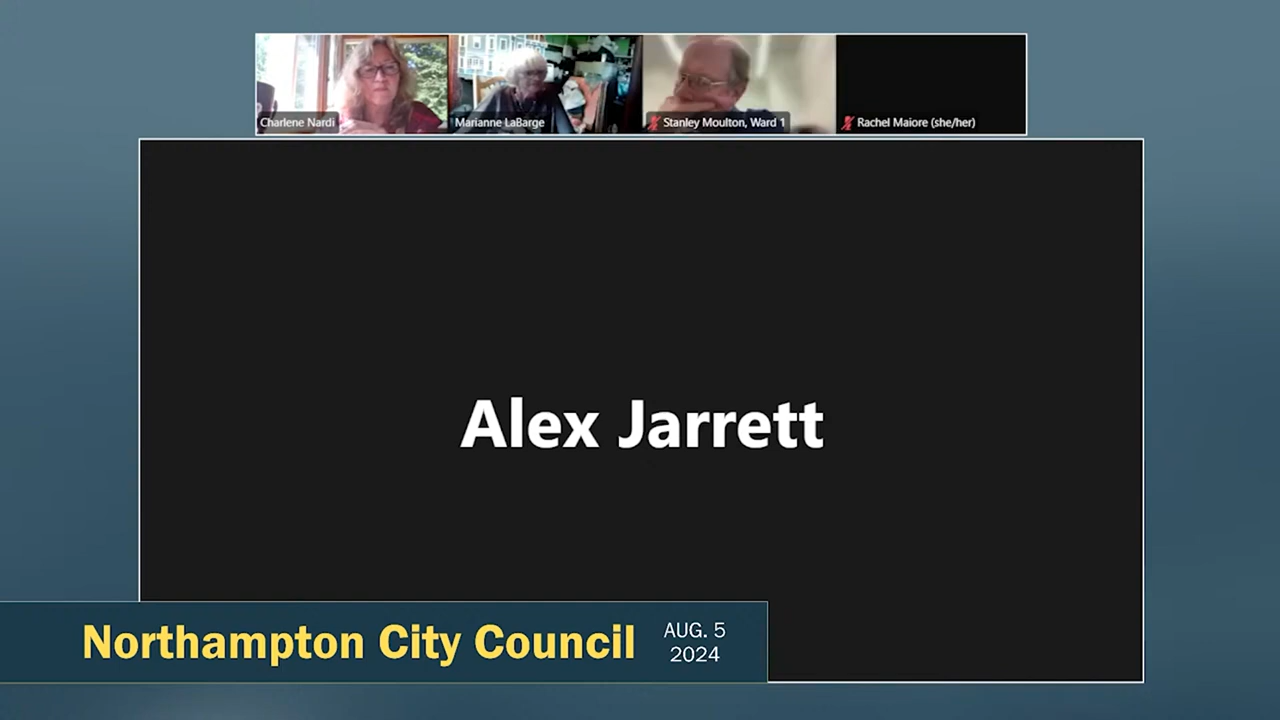 Charlene Nardi
Marianne LaBarge
Stanley Moulton, Ward 1
Rachel Maiore (she/her)
Alex Jarrett
Northampton City Council
AUG. 5
2024